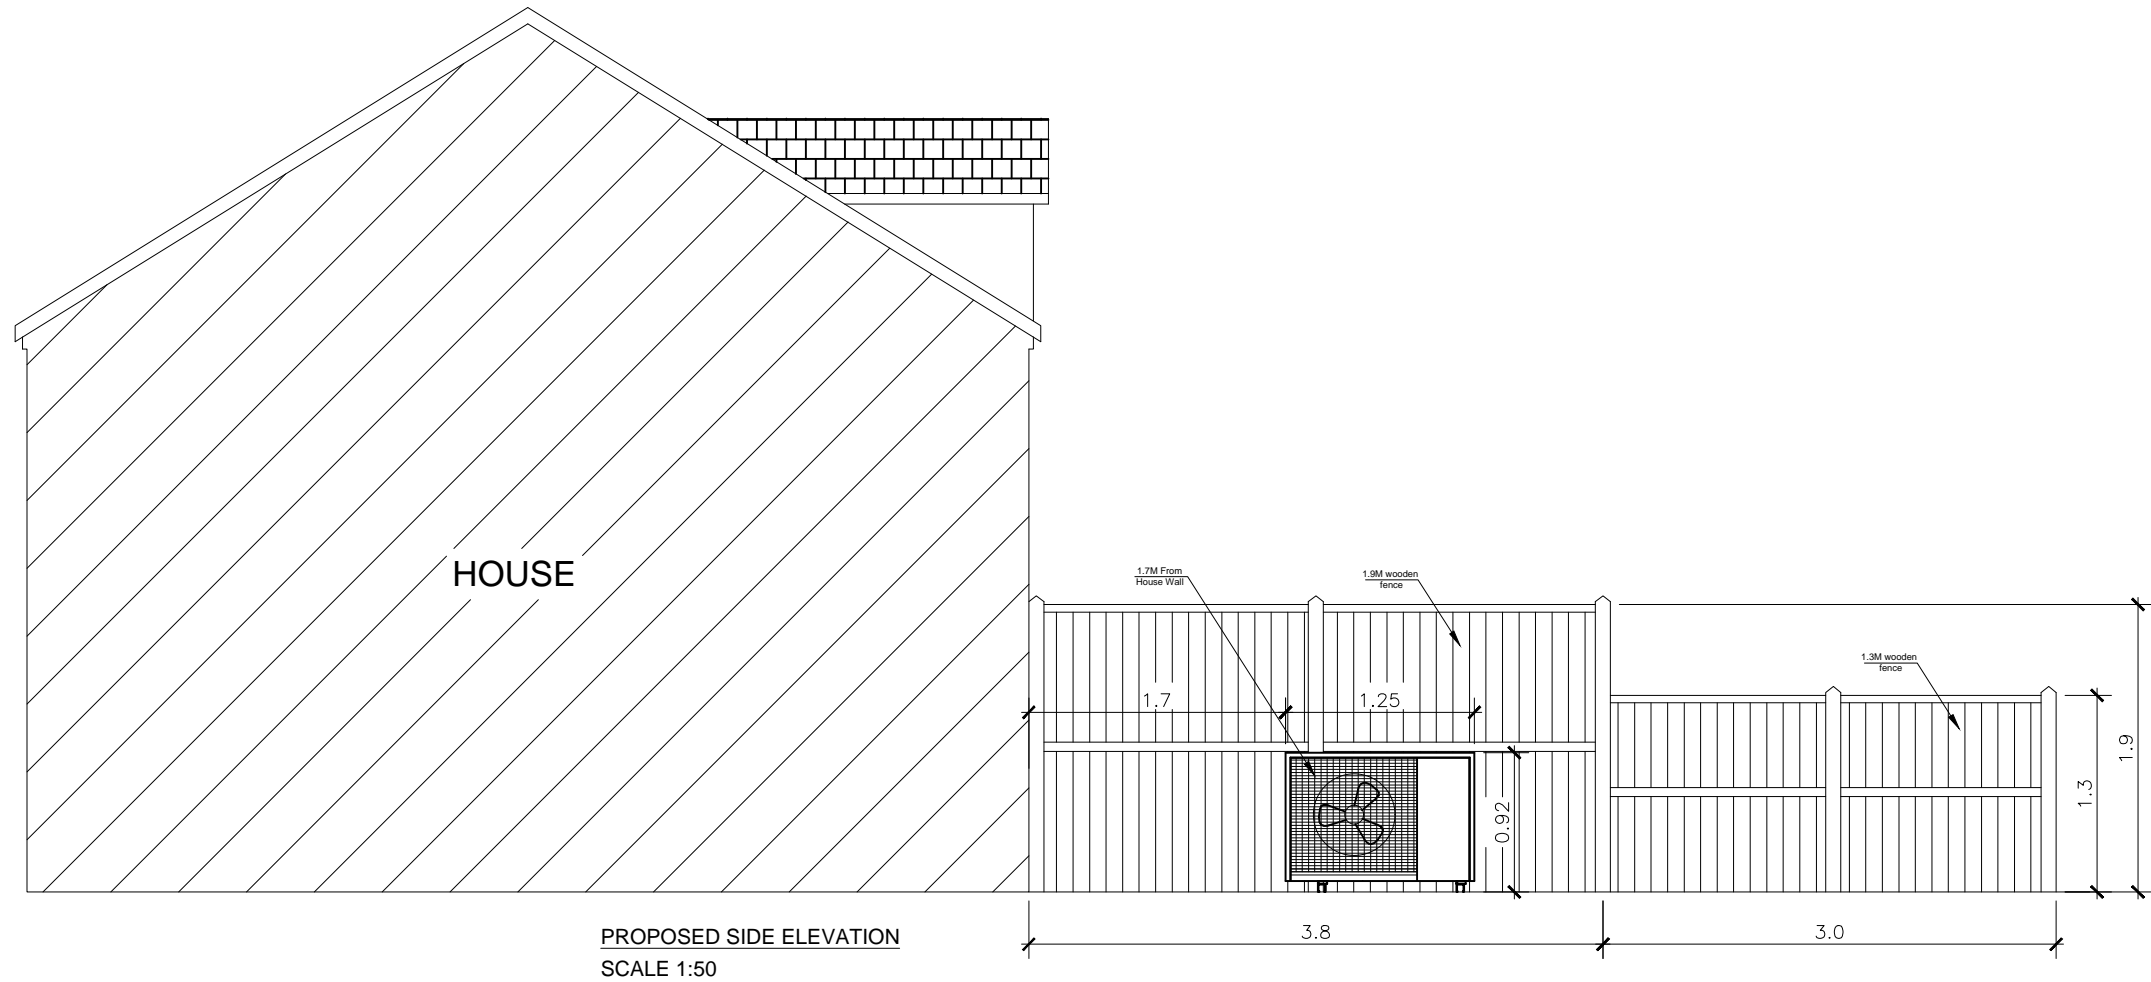 HOUSE
1.7M From
House Wall
1.9M wooden
fence
1.3M wooden
fence
1.7
1.25
0.92
1.3
1.9
3.8
3.0
PROPOSED SIDE ELEVATION
SCALE 1:50